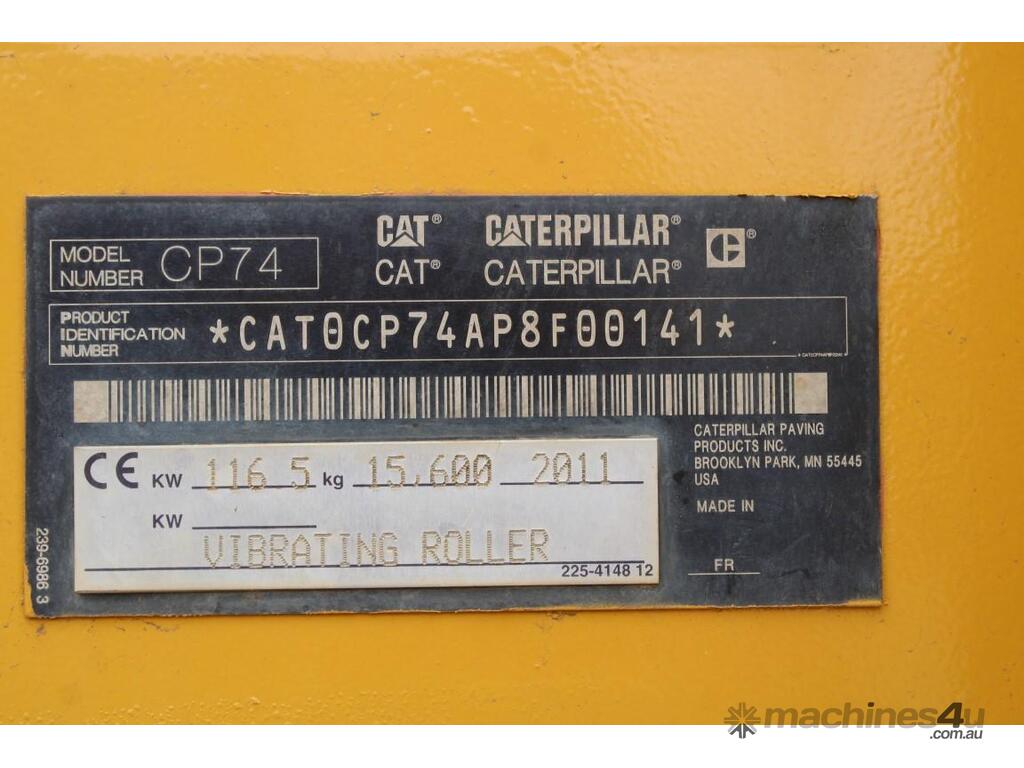 CAT® CATERPILLAR® ®
MODEL NUMBER CP74
CAT® CATERPILLAR®
PRODUCT IDENTIFICATION NUMBER *CAT0CP74AP8F00141*
CATERPILLAR PAVING
PRODUCTS INC.
BROOKLYN PARK, MN 55445
USA
MADE IN
FR
CE KW 116 5 kg 15,600 2011
KW
VIBRATING ROLLER
225-4148 12
239-6986 3
machines4u
.com.au